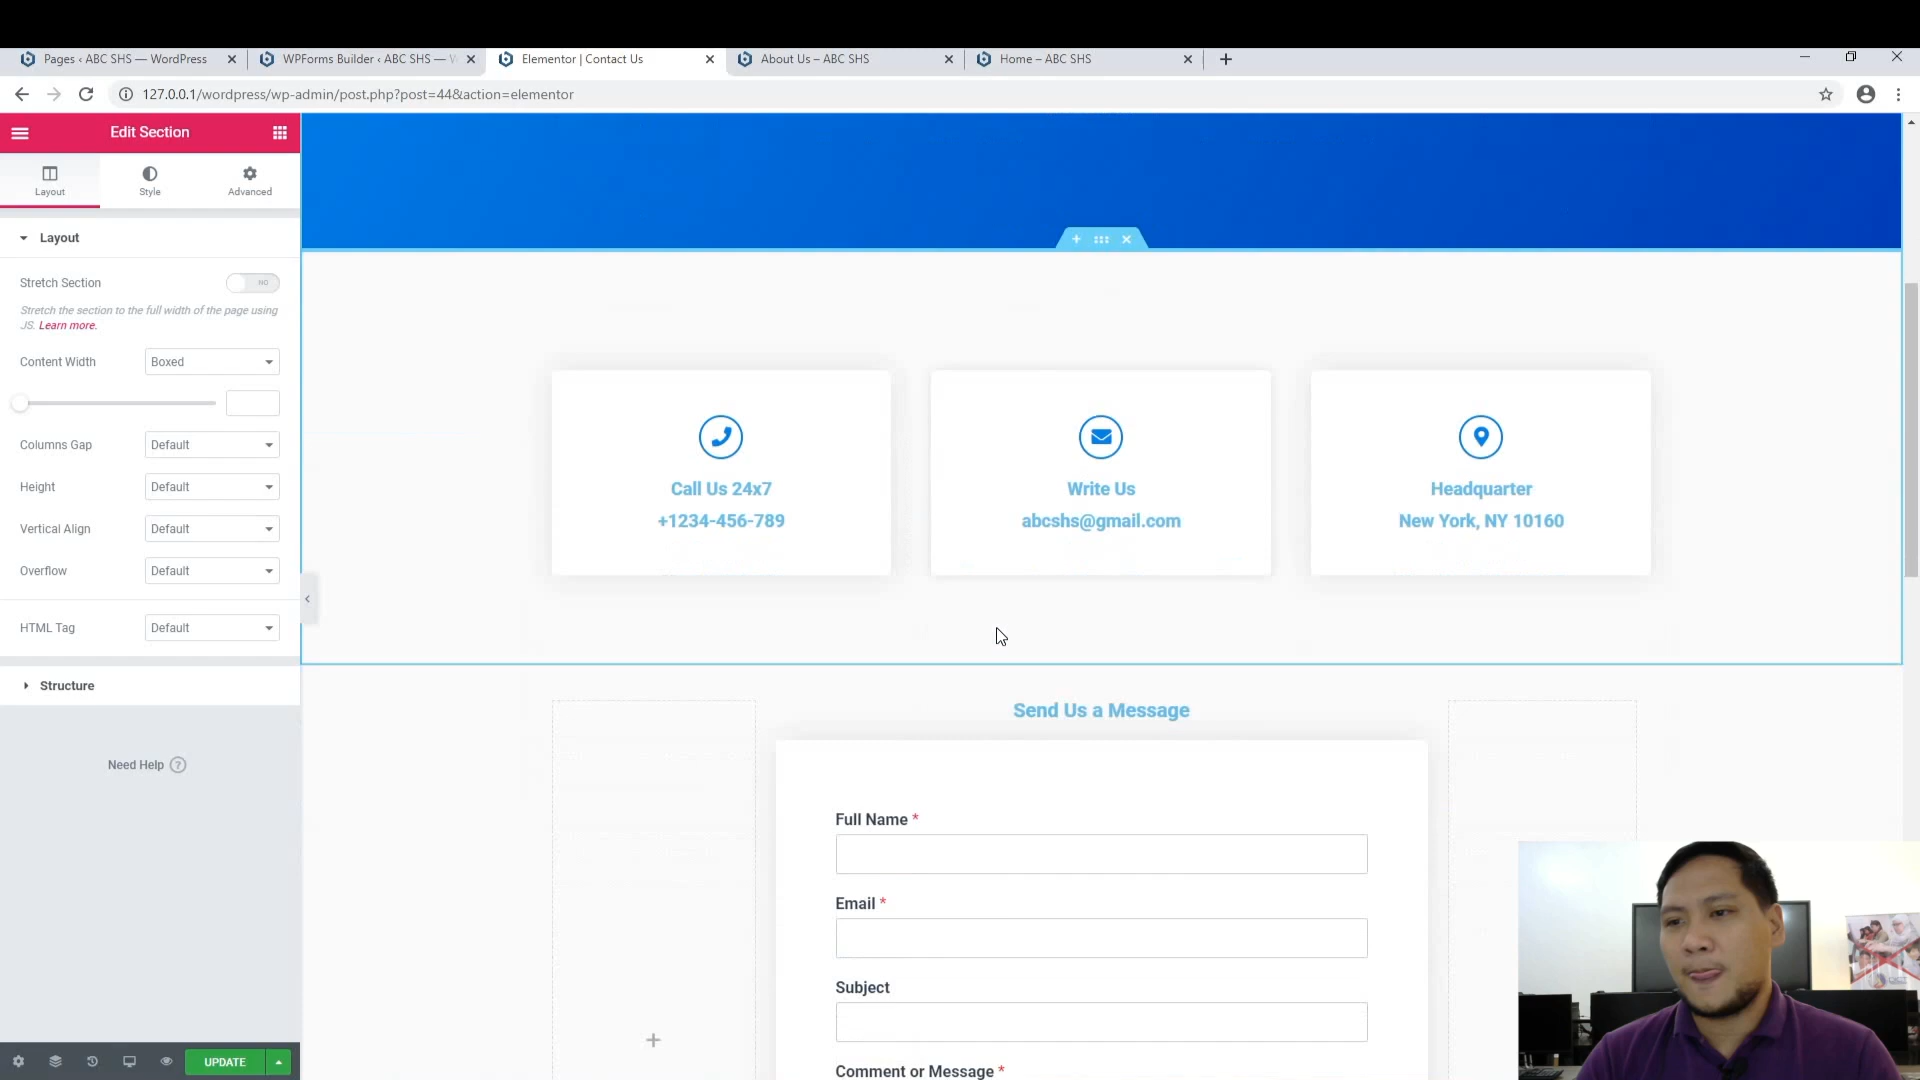 Pages ‹ ABC SHS — WordPress
WPForms Builder ‹ ABC SHS — W
Elementor | Contact Us
About Us – ABC SHS
Home – ABC SHS
127.0.0.1/wordpress/wp-admin/post.php?post=44&action=elementor
Edit Section
Layout
Style
Advanced
Layout
Stretch Section
NO
Stretch the section to the full width of the page using
JS. Learn more.
Content Width
Boxed
Columns Gap
Default
Height
Default
Vertical Align
Default
Overflow
Default
HTML Tag
Default
Structure
Need Help
UPDATE
Call Us 24x7
+1234-456-789
Write Us
abcshs@gmail.com
Headquarter
New York, NY 10160
Send Us a Message
Full Name *
Email *
Subject
Comment or Message *